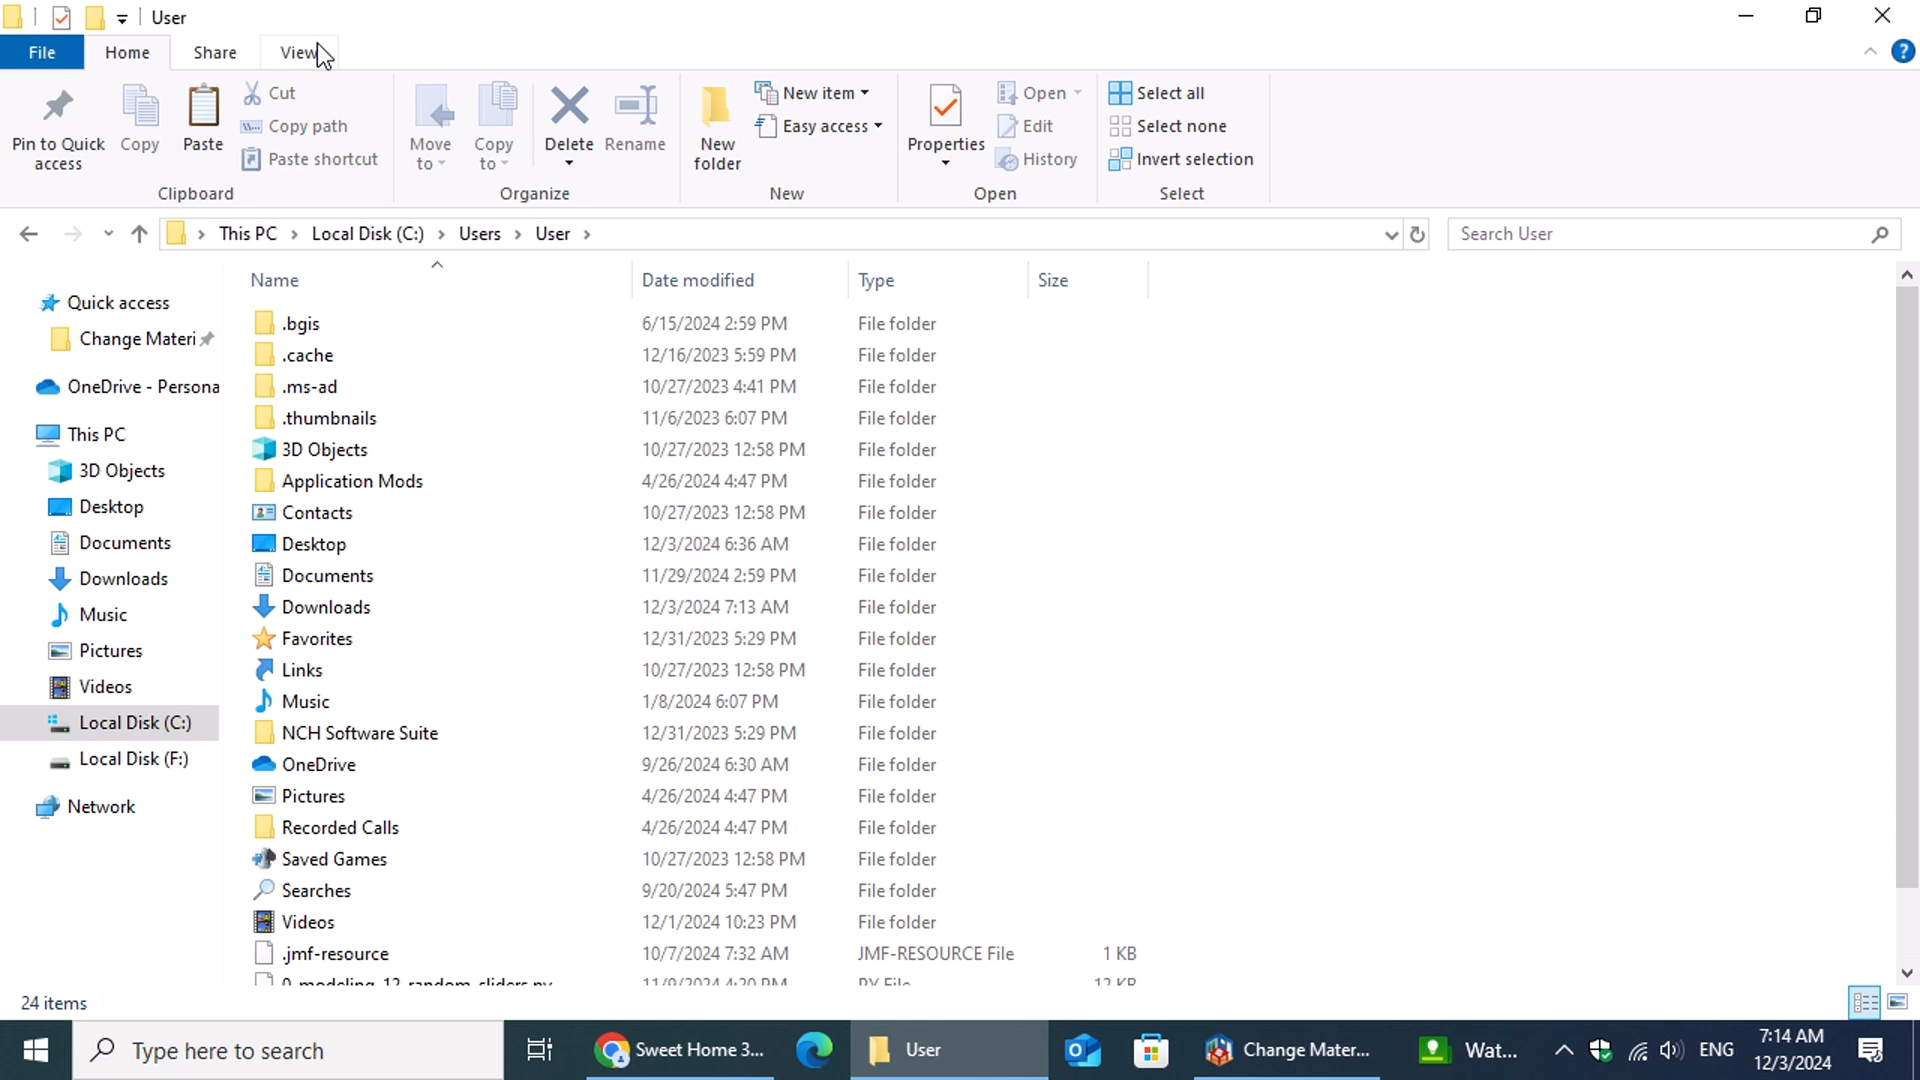 User
File Home Share View
Pin to Quick access Copy Paste Cut Copy path Paste shortcut
Move to Copy to Delete Rename
New folder New item Easy access
Properties Open Edit History
Select all Select none Invert selection
Clipboard Organize New Open Select
This PC Local Disk (C:) Users User Search User
Name Date modified Type Size
Quick access
Change Materi
OneDrive - Persona
This PC
3D Objects
Desktop
Documents
Downloads
Music
Pictures
Videos
Local Disk (C:)
Local Disk (F:)
Network
.bgis 6/15/2024 2:59 PM File folder
.cache 12/16/2023 5:59 PM File folder
.ms-ad 10/27/2023 4:41 PM File folder
.thumbnails 11/6/2023 6:07 PM File folder
3D Objects 10/27/2023 12:58 PM File folder
Application Mods 4/26/2024 4:47 PM File folder
Contacts 10/27/2023 12:58 PM File folder
Desktop 12/3/2024 6:36 AM File folder
Documents 11/29/2024 2:59 PM File folder
Downloads 12/3/2024 7:13 AM File folder
Favorites 12/31/2023 5:29 PM File folder
Links 10/27/2023 12:58 PM File folder
Music 1/8/2024 6:07 PM File folder
NCH Software Suite 12/31/2023 5:29 PM File folder
OneDrive 9/26/2024 6:30 AM File folder
Pictures 4/26/2024 4:47 PM File folder
Recorded Calls 4/26/2024 4:47 PM File folder
Saved Games 10/27/2023 12:58 PM File folder
Searches 9/20/2024 5:47 PM File folder
Videos 12/1/2024 10:23 PM File folder
.jmf-resource 10/7/2024 7:32 AM JMF-RESOURCE File 1 KB
0_modeling_12_random_sliders.py 11/9/2024 4:20 PM PY File 12 KB
24 items
Type here to search Sweet Home 3... User Change Mater... Wat... ENG 7:14 AM
12/3/2024